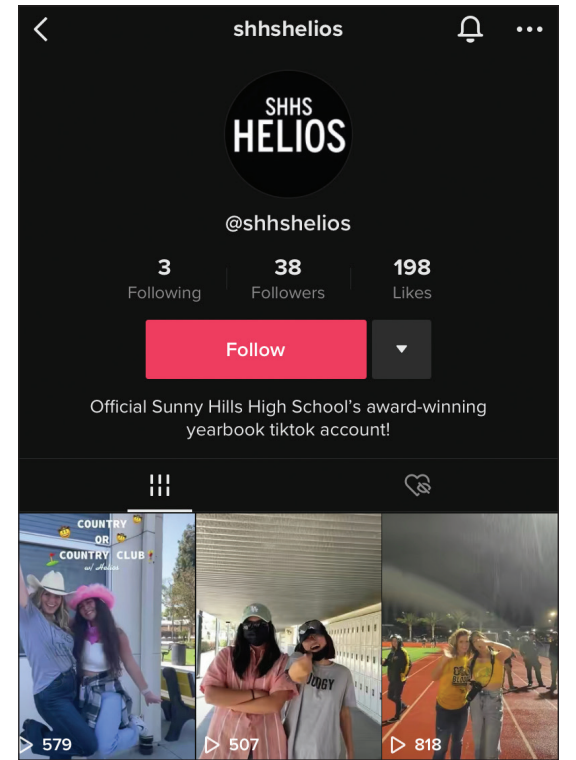 shhshelios
SHHS
HELIOS
@shhshelios
3 38 198
Following Followers Likes
Follow
Official Sunny Hills High School's award-winning
yearbook tiktok account!
COUNTRY
OR
COUNTRY CLUB
w/ Helios
579 507 818